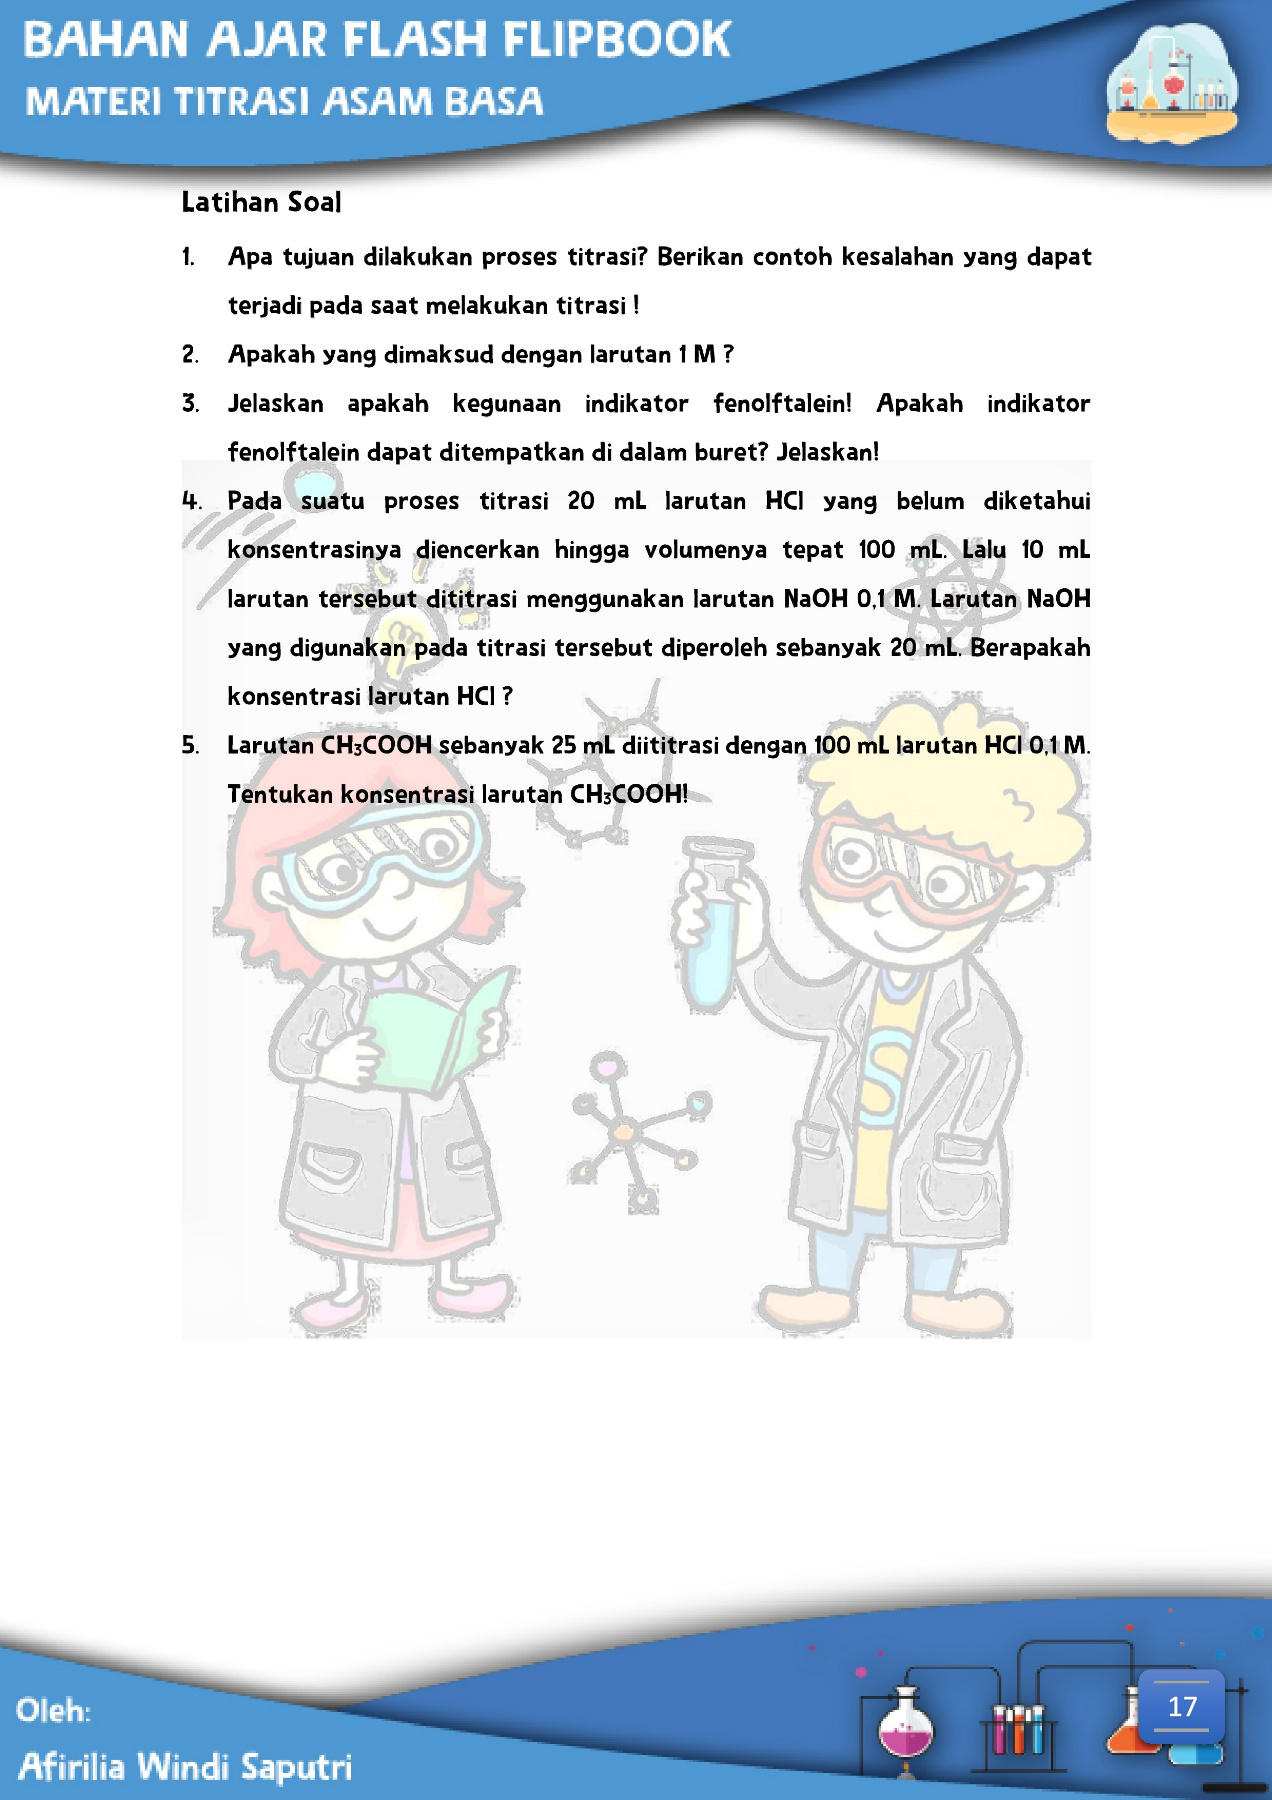 BAHAN AJAR FLASH FLIPBOOK
MATERI TITRASI ASAM BASA
Latihan Soal
1. Apa tujuan dilakukan proses titrasi? Berikan contoh kesalahan yang dapat
terjadi pada saat melakukan titrasi !
2. Apakah yang dimaksud dengan larutan 1 M ?
3. Jelaskan apakah kegunaan indikator fenolftalein! Apakah indikator
fenolftalein dapat ditempatkan di dalam buret? Jelaskan!
4. Pada suatu proses titrasi 20 mL larutan HCl yang belum diketahui
konsentrasinya diencerkan hingga volumenya tepat 100 mL. Lalu 10 mL
larutan tersebut dititrasi menggunakan larutan NaOH 0,1 M. Larutan NaOH
yang digunakan pada titrasi tersebut diperoleh sebanyak 20 mL. Berapakah
konsentrasi larutan HCl ?
5. Larutan CH₃COOH sebanyak 25 mL diititrasi dengan 100 mL larutan HCl 0,1 M.
Tentukan konsentrasi larutan CH₃COOH!
S
17
Oleh:
Afirilia Windi Saputri